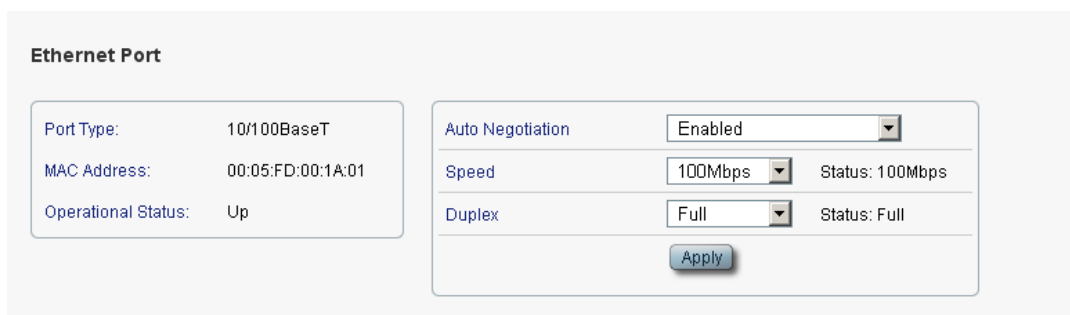 Ethernet Port
Port Type: 10/100BaseT
MAC Address: 00:05:FD:00:1A:01
Operational Status: Up
Auto Negotiation Enabled
Speed 100Mbps Status: 100Mbps
Duplex Full Status: Full
Apply